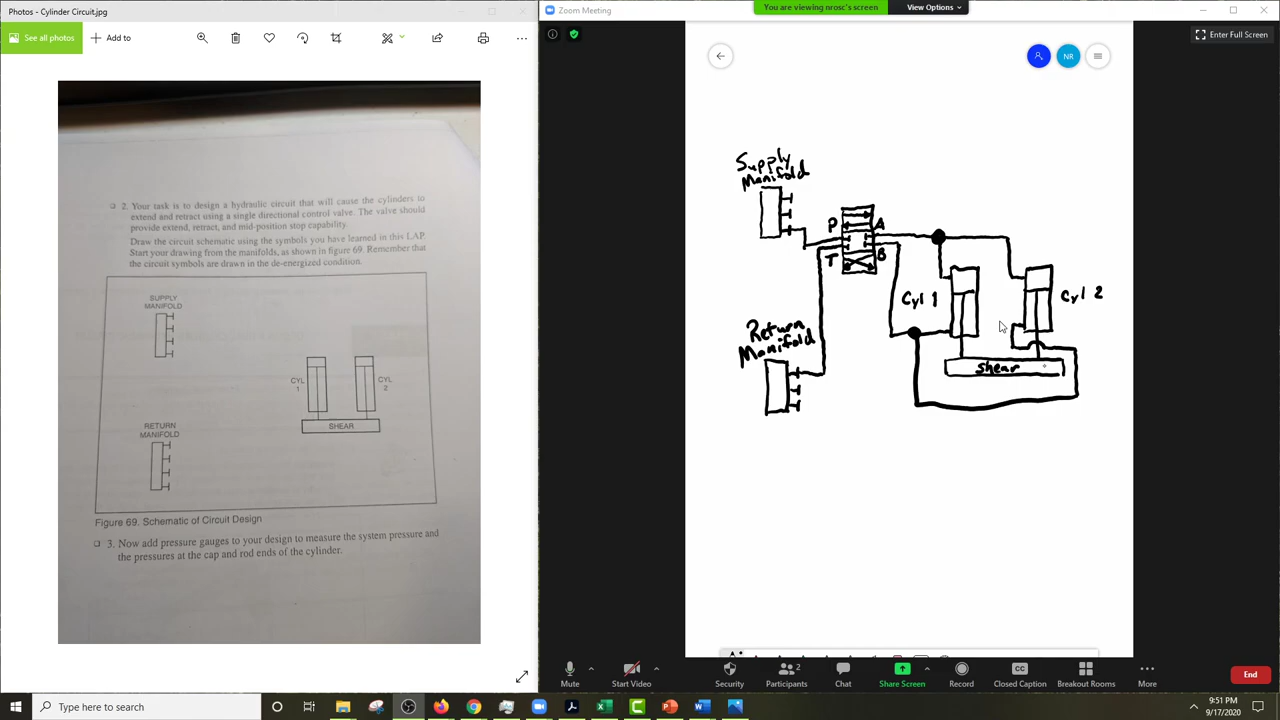 Photos - Cylinder Circuit.jpg
See all photos
Add to
2. Your task is to design a hydraulic circuit that will cause the cylinders to
extend and retract using a single directional control valve. The valve should
provide extend, retract, and mid-position stop capability.
Draw the circuit schematic using the symbols you have learned in this LAP.
Start your drawing from the manifolds, as shown in figure 69. Remember that
the circuit symbols are drawn in the de-energized condition.
SUPPLY
MANIFOLD
CYL
1
CYL
2
SHEAR
RETURN
MANIFOLD
Figure 69. Schematic of Circuit Design
3. Now add pressure gauges to your design to measure the system pressure and
the pressures at the cap and rod ends of the cylinder.
Zoom Meeting
You are viewing nrosc's screen
View Options
Enter Full Screen
NR
Supply
Manifold
P
A
T
B
Cyl 1
Cyl 2
Return
Manifold
Shear
Mute
Start Video
Security
2
Participants
Chat
Share Screen
Record
CC
Closed Caption
Breakout Rooms
More
End
Type here to search
9:51 PM
9/17/2020